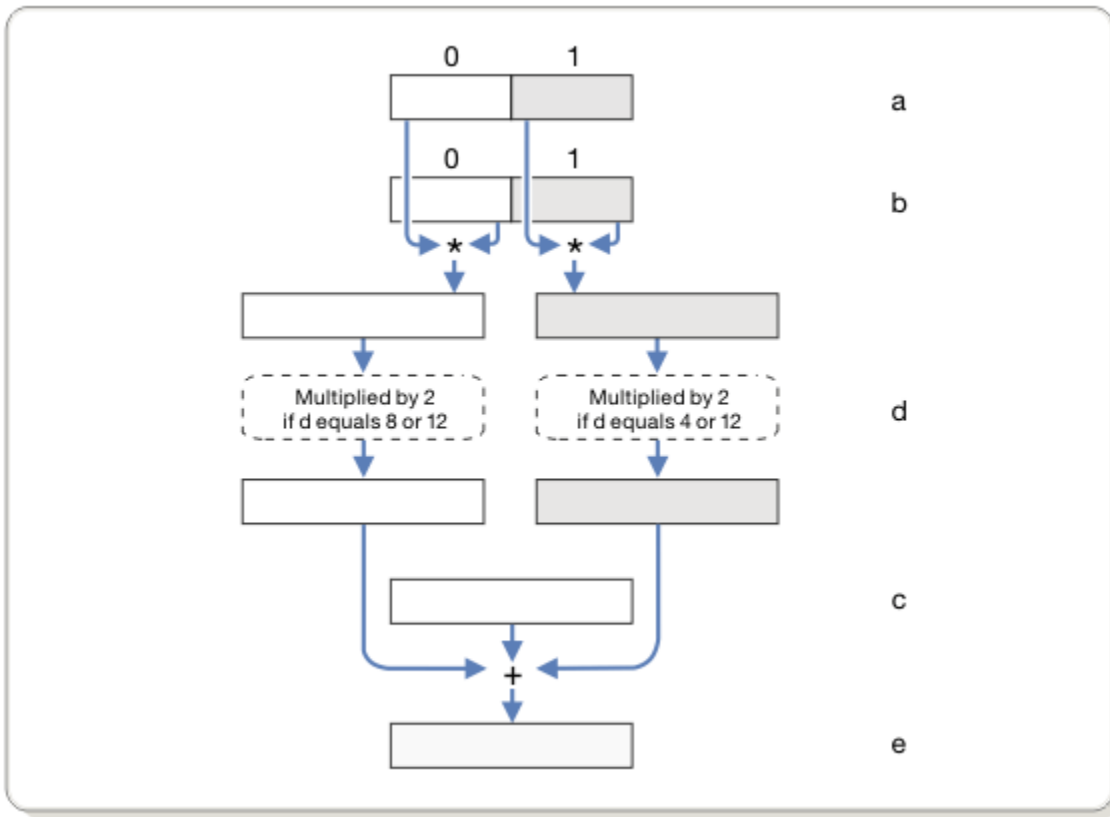 0 1
a
0 1
b
* *
Multiplied by 2
if d equals 8 or 12
Multiplied by 2
if d equals 4 or 12
d
c
+
e